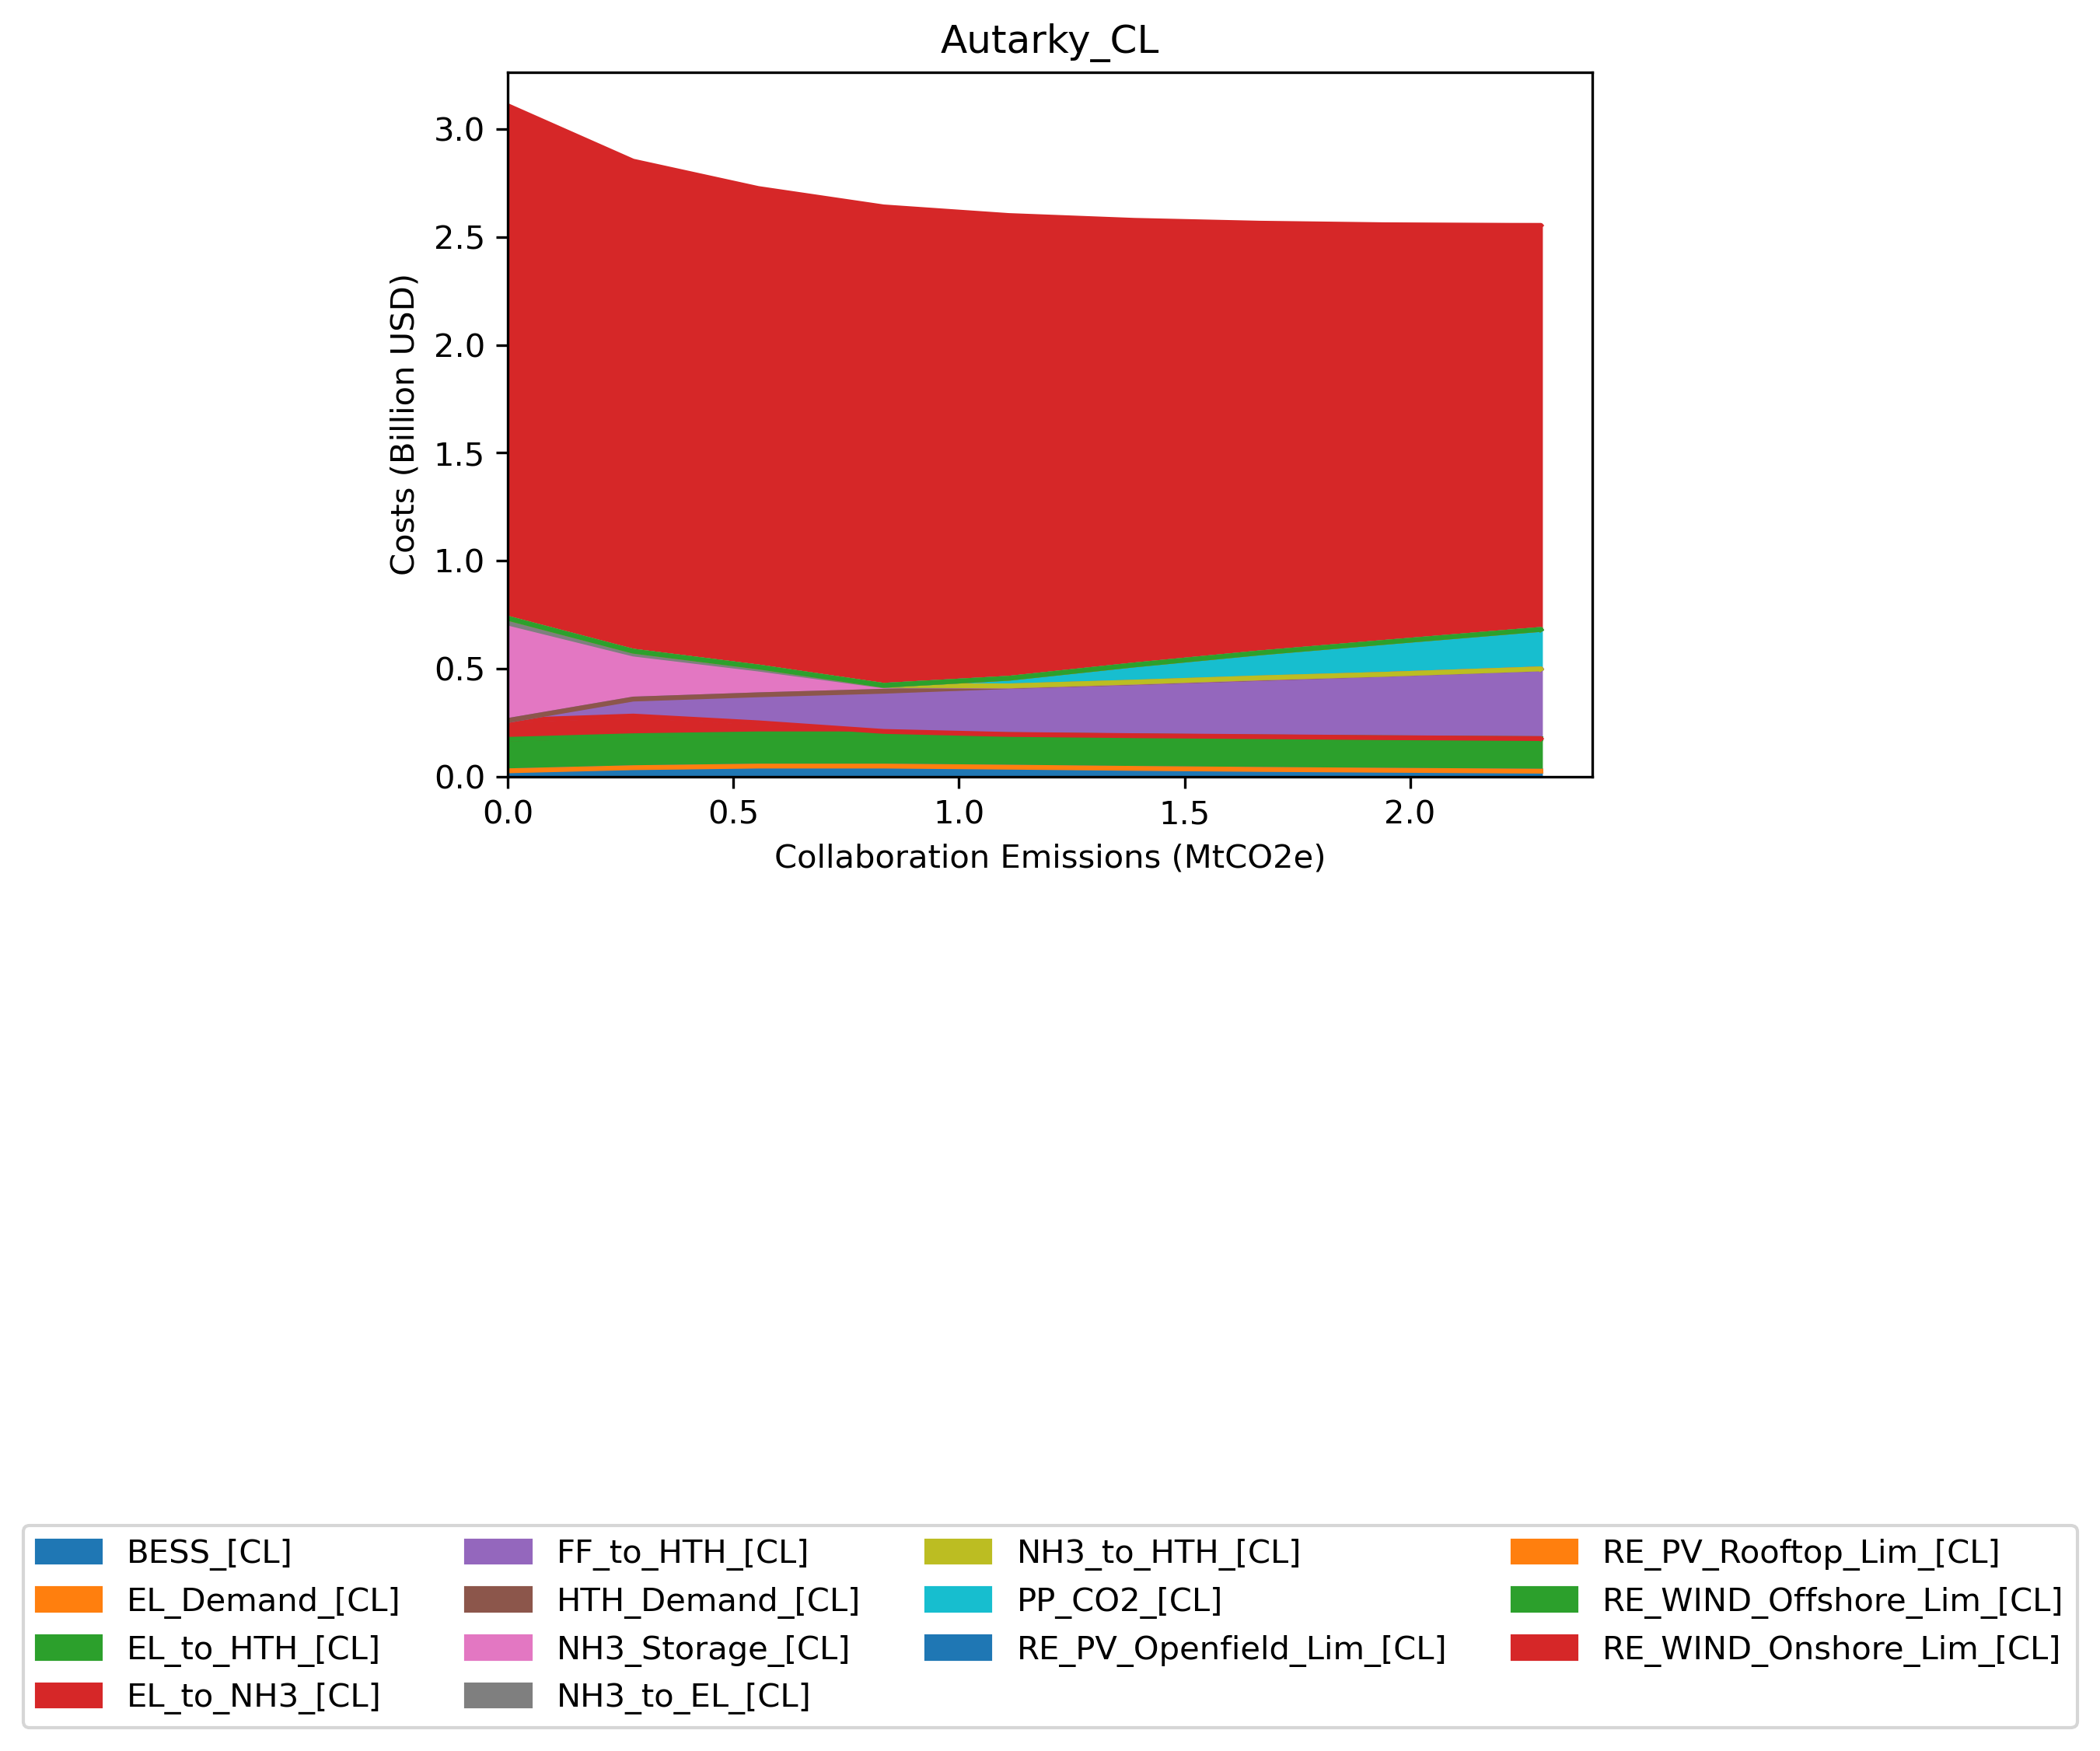 Autarky_CL
Costs (Billion USD)
3.0
2.5
2.0
1.5
1.0
0.5
0.0
0.0 0.5 1.0 1.5 2.0
Collaboration Emissions (MtCO2e)
BESS_[CL]
EL_Demand_[CL]
EL_to_HTH_[CL]
EL_to_NH3_[CL]
FF_to_HTH_[CL]
HTH_Demand_[CL]
NH3_Storage_[CL]
NH3_to_EL_[CL]
NH3_to_HTH_[CL]
PP_CO2_[CL]
RE_PV_Openfield_Lim_[CL]
RE_PV_Rooftop_Lim_[CL]
RE_WIND_Offshore_Lim_[CL]
RE_WIND_Onshore_Lim_[CL]